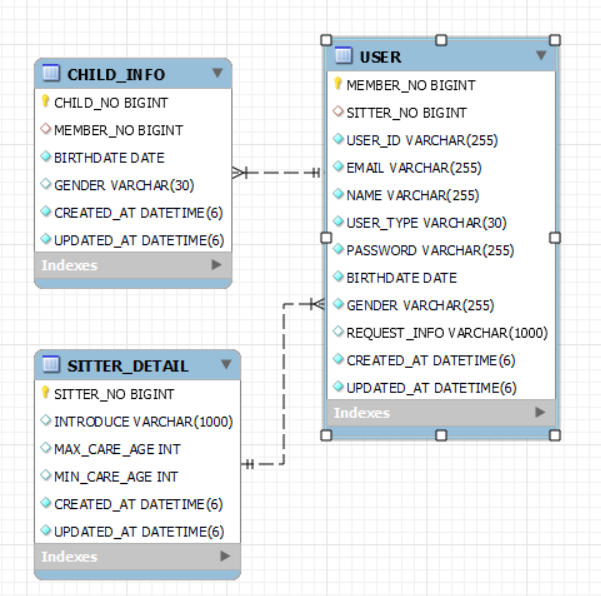 CHILD_INFO
CHILD_NO BIGINT
MEMBER_NO BIGINT
BIRTHDATE DATE
GENDER VARCHAR(30)
CREATED_AT DATETIME(6)
UPDATED_AT DATETIME(6)
Indexes
USER
MEMBER_NO BIGINT
SITTER_NO BIGINT
USER_ID VARCHAR(255)
EMAIL VARCHAR(255)
NAME VARCHAR(255)
USER_TYPE VARCHAR(30)
PASSWORD VARCHAR(255)
BIRTHDATE DATE
GENDER VARCHAR(255)
REQUEST_INFO VARCHAR(1000)
CREATED_AT DATETIME(6)
UPDATED_AT DATETIME(6)
Indexes
SITTER_DETAIL
SITTER_NO BIGINT
INTRODUCE VARCHAR(1000)
MAX_CARE_AGE INT
MIN_CARE_AGE INT
CREATED_AT DATETIME(6)
UPDATED_AT DATETIME(6)
Indexes